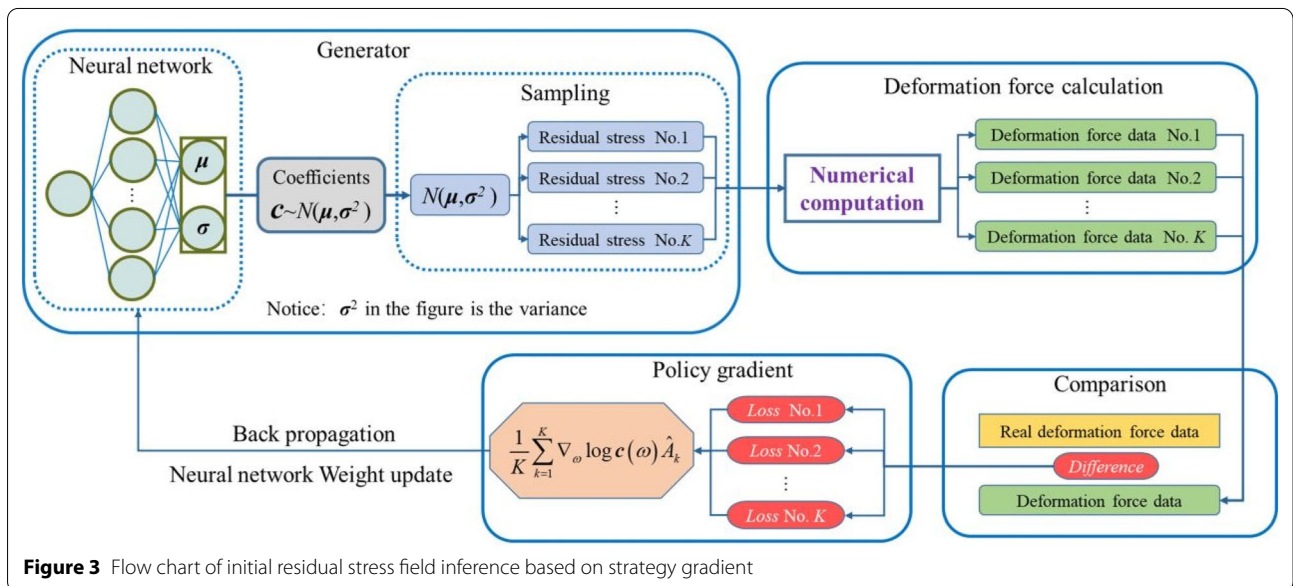 Generator
Neural network
μ
σ
Coefficients
c~N(μ,σ²)
Sampling
N(μ,σ²)
Residual stress No.1
Residual stress No.2
⋮
Residual stress No.K
Notice: σ² in the figure is the variance
Deformation force calculation
Numerical
computation
Deformation force data No.1
Deformation force data No.2
⋮
Deformation force data No. K
Comparison
Real deformation force data
Difference
Deformation force data
Policy gradient
Loss No.1
Loss No.2
⋮
Loss No. K
1/K ∑_{k=1}^{K} ∇_ω log c(ω) Â_k
Back propagation
Neural network Weight update
Figure 3 Flow chart of initial residual stress field inference based on strategy gradient